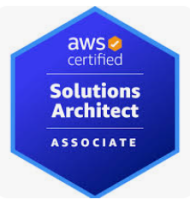 aws
certified
Solutions
Architect
ASSOCIATE